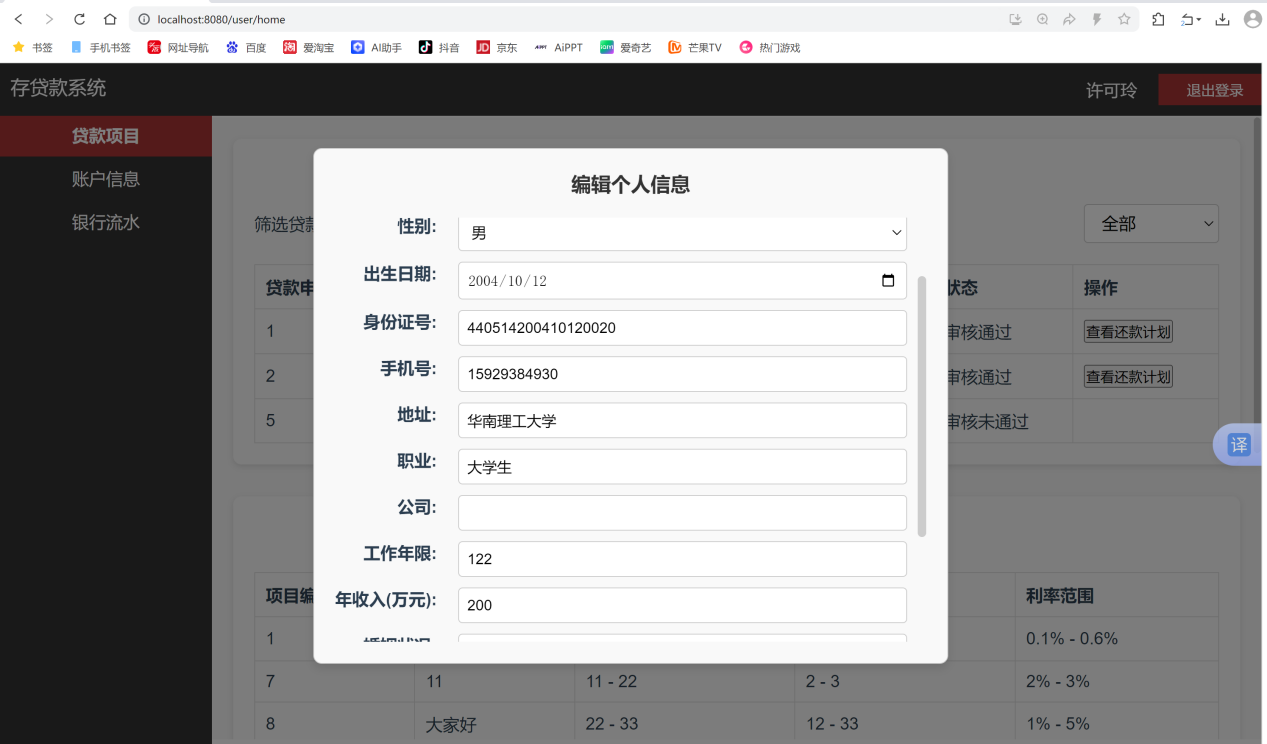 localhost:8080/user/home
书签 手机书签 网址导航 百度 爱淘宝 AI助手 抖音 京东 AiPPT 爱奇艺 芒果TV 热门游戏
存贷款系统 许可玲 退出登录
贷款项目
账户信息
银行流水
编辑个人信息
筛选贷款 全部
性别: 男
出生日期: 2004/10/12
身份证号: 440514200410120020
手机号: 15929384930
地址: 华南理工大学
职业: 大学生
公司:
工作年限: 122
年收入(万元): 200
婚姻状况
贷款申 状态 操作
1 审核通过 查看还款计划
2 审核通过 查看还款计划
5 审核未通过
译
项目编 利率范围
1 0.1% - 0.6%
7 11 11 - 22 2 - 3 2% - 3%
8 大家好 22 - 33 12 - 33 1% - 5%